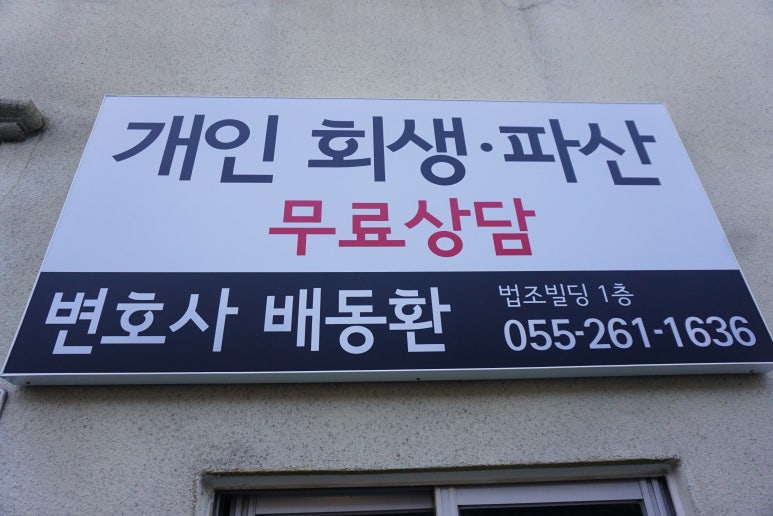 개인 회생·파산
무료상담
변호사 배동환
법조빌딩 1층
055-261-1636